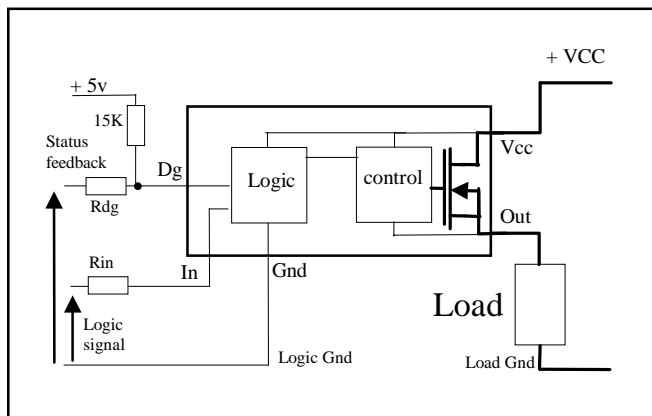 + VCC
+ 5v
15K
Status
feedback
Dg
Rdg
Logic
control
Vcc
Out
Rin
In
Gnd
Load
Logic
signal
Logic Gnd
Load Gnd